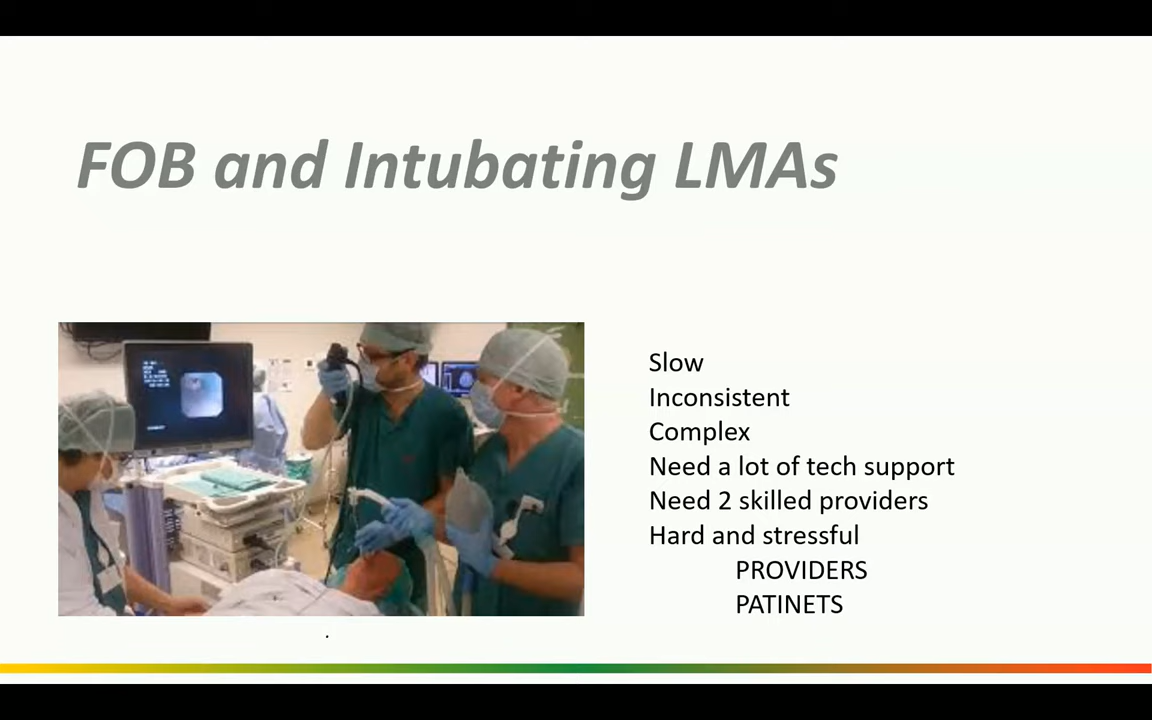 FOB and Intubating LMAs
Slow
Inconsistent
Complex
Need a lot of tech support
Need 2 skilled providers
Hard and stressful
PROVIDERS
PATINETS
.